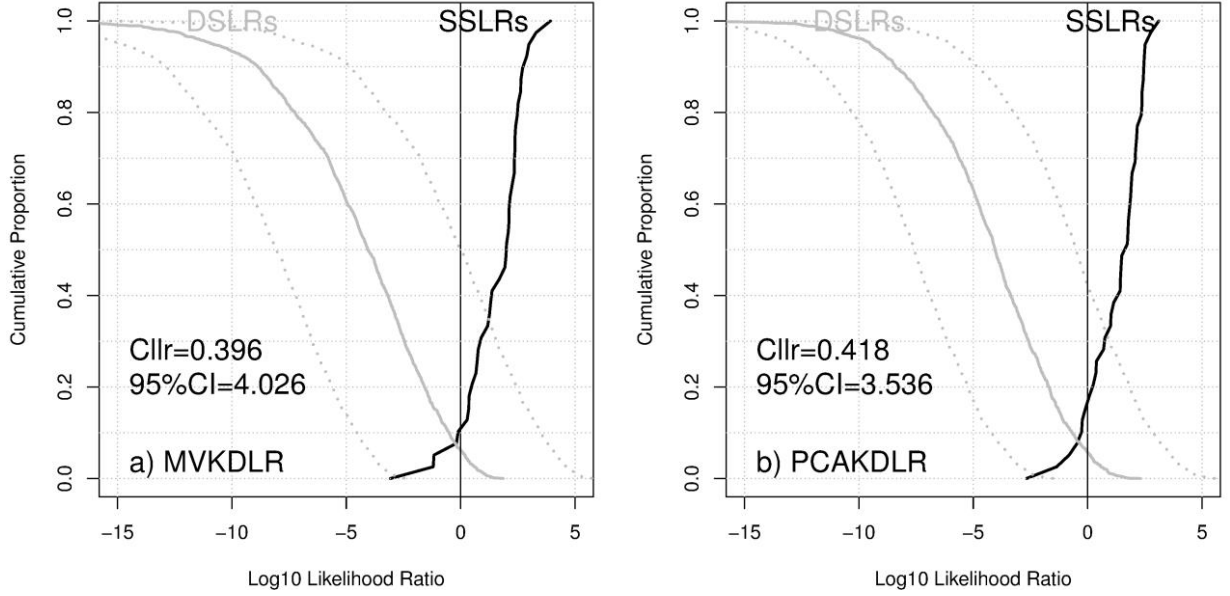 DSLRs SSLRs
Cumulative Proportion
1.0
0.8
0.6
0.4
0.2
0.0
Cllr=0.396
95%CI=4.026
a) MVKDLR
−15 −10 −5 0 5
Log10 Likelihood Ratio
DSLRs SSLRs
Cumulative Proportion
1.0
0.8
0.6
0.4
0.2
0.0
Cllr=0.418
95%CI=3.536
b) PCAKDLR
−15 −10 −5 0 5
Log10 Likelihood Ratio